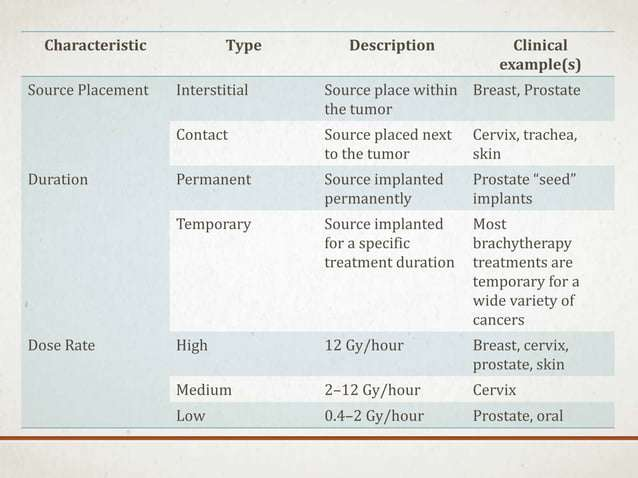 Characteristic Type Description Clinical
example(s)
Source Placement Interstitial Source place within Breast, Prostate
the tumor
Contact Source placed next Cervix, trachea,
to the tumor skin
Duration Permanent Source implanted Prostate “seed”
permanently implants
Temporary Source implanted Most
for a specific brachytherapy
treatment duration treatments are
temporary for a
wide variety of
cancers
Dose Rate High 12 Gy/hour Breast, cervix,
prostate, skin
Medium 2–12 Gy/hour Cervix
Low 0.4–2 Gy/hour Prostate, oral